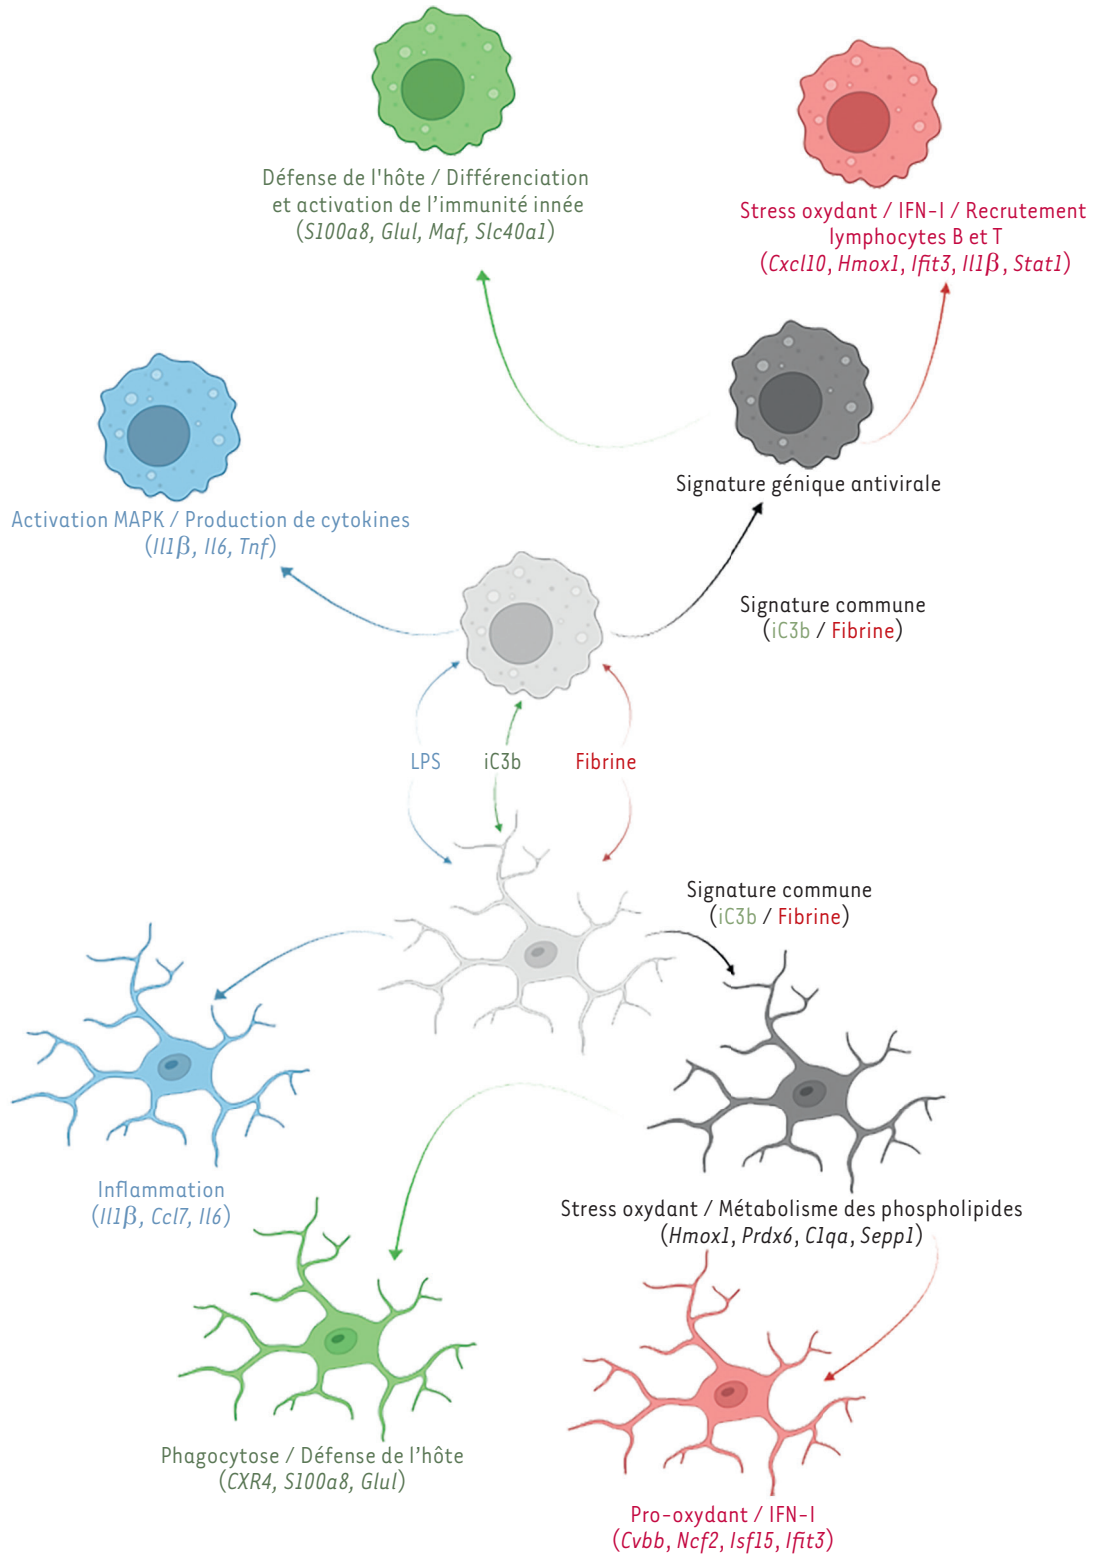 Défense de l'hôte / Différenciation
et activation de l’immunité innée
(S100a8, Glul, Maf, Slc40a1)
Stress oxydant / IFN-I / Recrutement
lymphocytes B et T
(Cxcl10, Hmox1, Ifit3, Il1β, Stat1)
Signature génique antivirale
Activation MAPK / Production de cytokines
(Il1β, Il6, Tnf)
Signature commune
(iC3b / Fibrine)
LPS
iC3b
Fibrine
Signature commune
(iC3b / Fibrine)
Inflammation
(Il1β, Ccl7, Il6)
Stress oxydant / Métabolisme des phospholipides
(Hmox1, Prdx6, C1qa, Sepp1)
Phagocytose / Défense de l’hôte
(CXR4, S100a8, Glul)
Pro-oxydant / IFN-I
(Cvbb, Ncf2, Isf15, Ifit3)